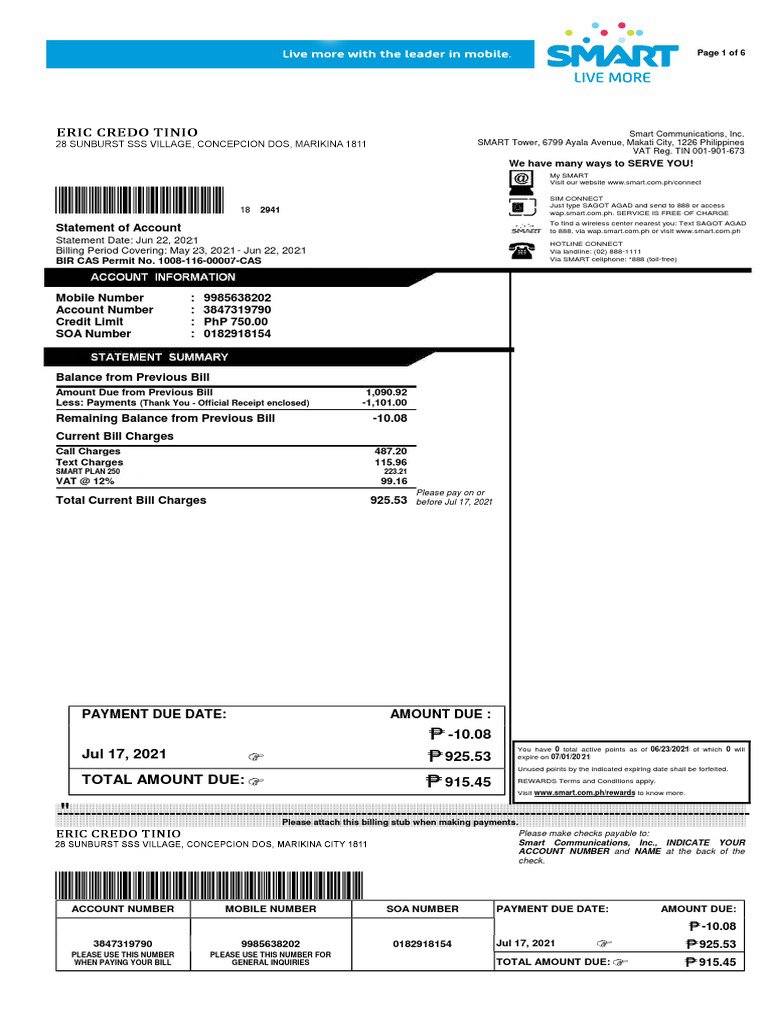 Live more with the leader in mobile.
SMART
LIVE MORE
Page 1 of 6
ERIC CREDO TINIO
28 SUNBURST SSS VILLAGE, CONCEPCION DOS, MARIKINA 1811
Smart Communications, Inc.
SMART Tower, 6799 Ayala Avenue, Makati City, 1226 Philippines
VAT Reg. TIN 001-901-673
We have many ways to SERVE YOU!
My SMART
Visit our website www.smart.com.ph/connect
SIM CONNECT
Just type SAGOT AGAD and send to 888 or access
wap.smart.com.ph. SERVICE IS FREE OF CHARGE
SMART
To find a wireless center nearest you: Text SAGOT AGAD
to 888, via wap.smart.com.ph or visit www.smart.com.ph
HOTLINE CONNECT
Via landline: (02) 888-1111
Via SMART cellphone: *888 (toll-free)
18 2941
Statement of Account
Statement Date: Jun 22, 2021
Billing Period Covering: May 23, 2021 - Jun 22, 2021
BIR CAS Permit No. 1008-116-00007-CAS
ACCOUNT INFORMATION
Mobile Number : 9985638202
Account Number : 3847319790
Credit Limit : PhP 750.00
SOA Number : 0182918154
STATEMENT SUMMARY
Balance from Previous Bill
Amount Due from Previous Bill 1,090.92
Less: Payments (Thank You - Official Receipt enclosed) -1,101.00
Remaining Balance from Previous Bill -10.08
Current Bill Charges
Call Charges 487.20
Text Charges 115.96
SMART PLAN 250 223.21
VAT @ 12% 99.16
Total Current Bill Charges 925.53
Please pay on or
before Jul 17, 2021
PAYMENT DUE DATE: AMOUNT DUE :
₱ -10.08
Jul 17, 2021 ☞ ₱ 925.53
TOTAL AMOUNT DUE: ☞ ₱ 915.45
You have 0 total active points as of 06/23/2021 of which 0 will
expire on 07/01/2021
Unused points by the indicated expiring date shall be forfeited.
REWARDS Terms and Conditions apply.
Visit www.smart.com.ph/rewards to know more.
"
Please attach this billing stub when making payments.
ERIC CREDO TINIO
28 SUNBURST SSS VILLAGE, CONCEPCION DOS, MARIKINA CITY 1811
Please make checks payable to:
Smart Communications, Inc., INDICATE YOUR
ACCOUNT NUMBER and NAME at the back of the
check.
ACCOUNT NUMBER MOBILE NUMBER SOA NUMBER PAYMENT DUE DATE: AMOUNT DUE:
₱ -10.08
3847319790 9985638202 0182918154 Jul 17, 2021 ☞ ₱ 925.53
PLEASE USE THIS NUMBER PLEASE USE THIS NUMBER FOR
WHEN PAYING YOUR BILL GENERAL INQUIRIES TOTAL AMOUNT DUE: ☞ ₱ 915.45